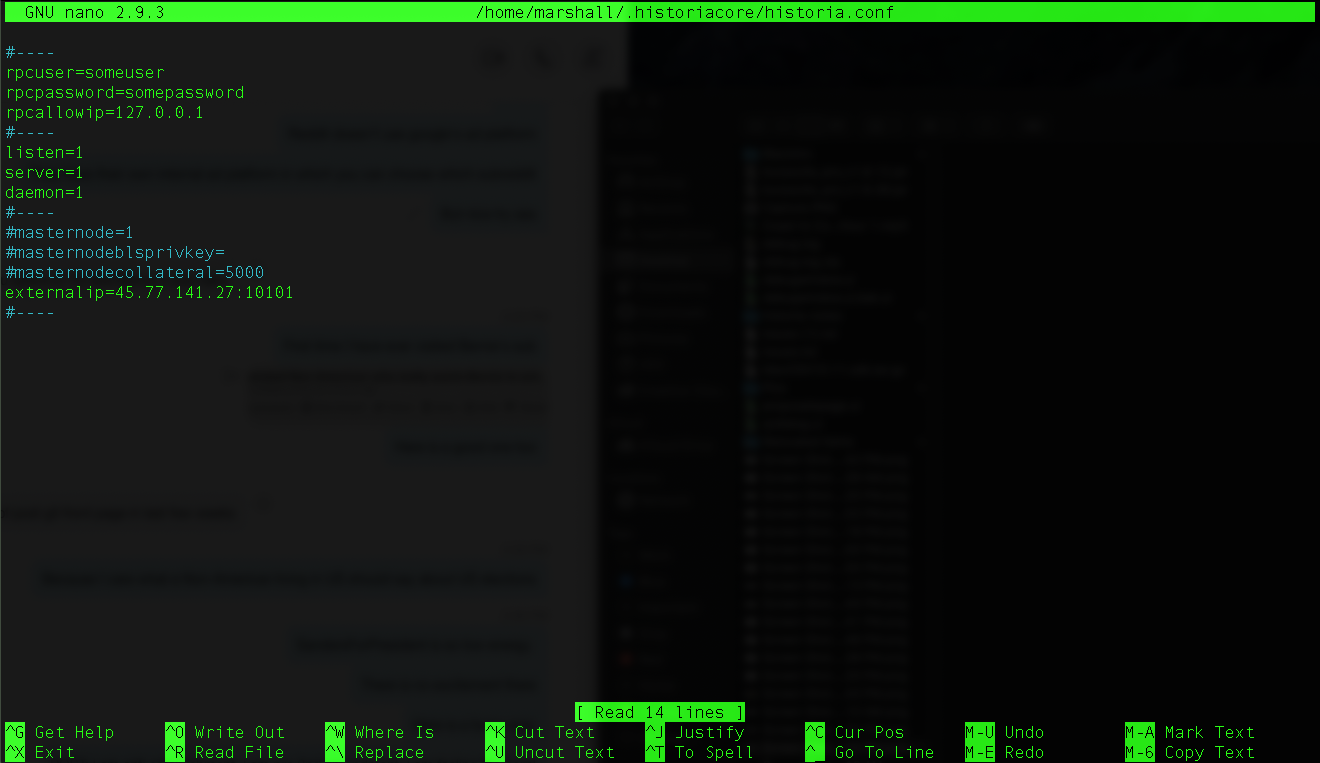 GNU nano 2.9.3 /home/marshall/.historiacore/historia.conf
#----
rpcuser=someuser
rpcpassword=somepassword
rpcallowip=127.0.0.1
#----
listen=1
server=1
daemon=1
#----
#masternode=1
#masternodeblsprivkey=
#masternodecollateral=5000
externalip=45.77.141.27:10101
#----
[ Read 14 lines ]
^G Get Help ^O Write Out ^W Where Is ^K Cut Text ^J Justify ^C Cur Pos M-U Undo M-A Mark Text
^X Exit ^R Read File ^\ Replace ^U Uncut Text ^T To Spell ^_ Go To Line M-E Redo M-6 Copy Text